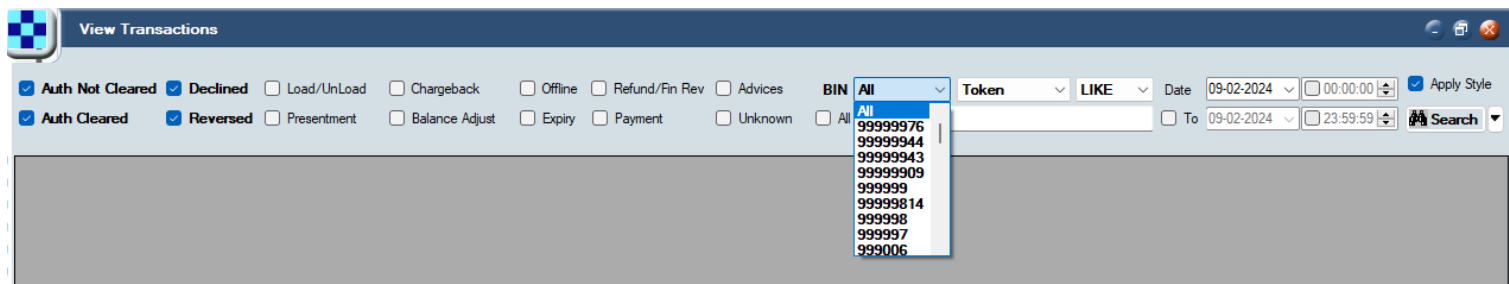 View Transactions
Auth Not Cleared Declined Load/UnLoad Chargeback Offline Refund/Fin Rev Advices BIN All Token LIKE Date 09-02-2024 00:00:00 Apply Style
Auth Cleared Reversed Presentment Balance Adjust Expiry Payment Unknown All To 09-02-2024 23:59:59 Search
All
99999976
99999944
99999943
99999909
999999
99999814
999998
999997
999006